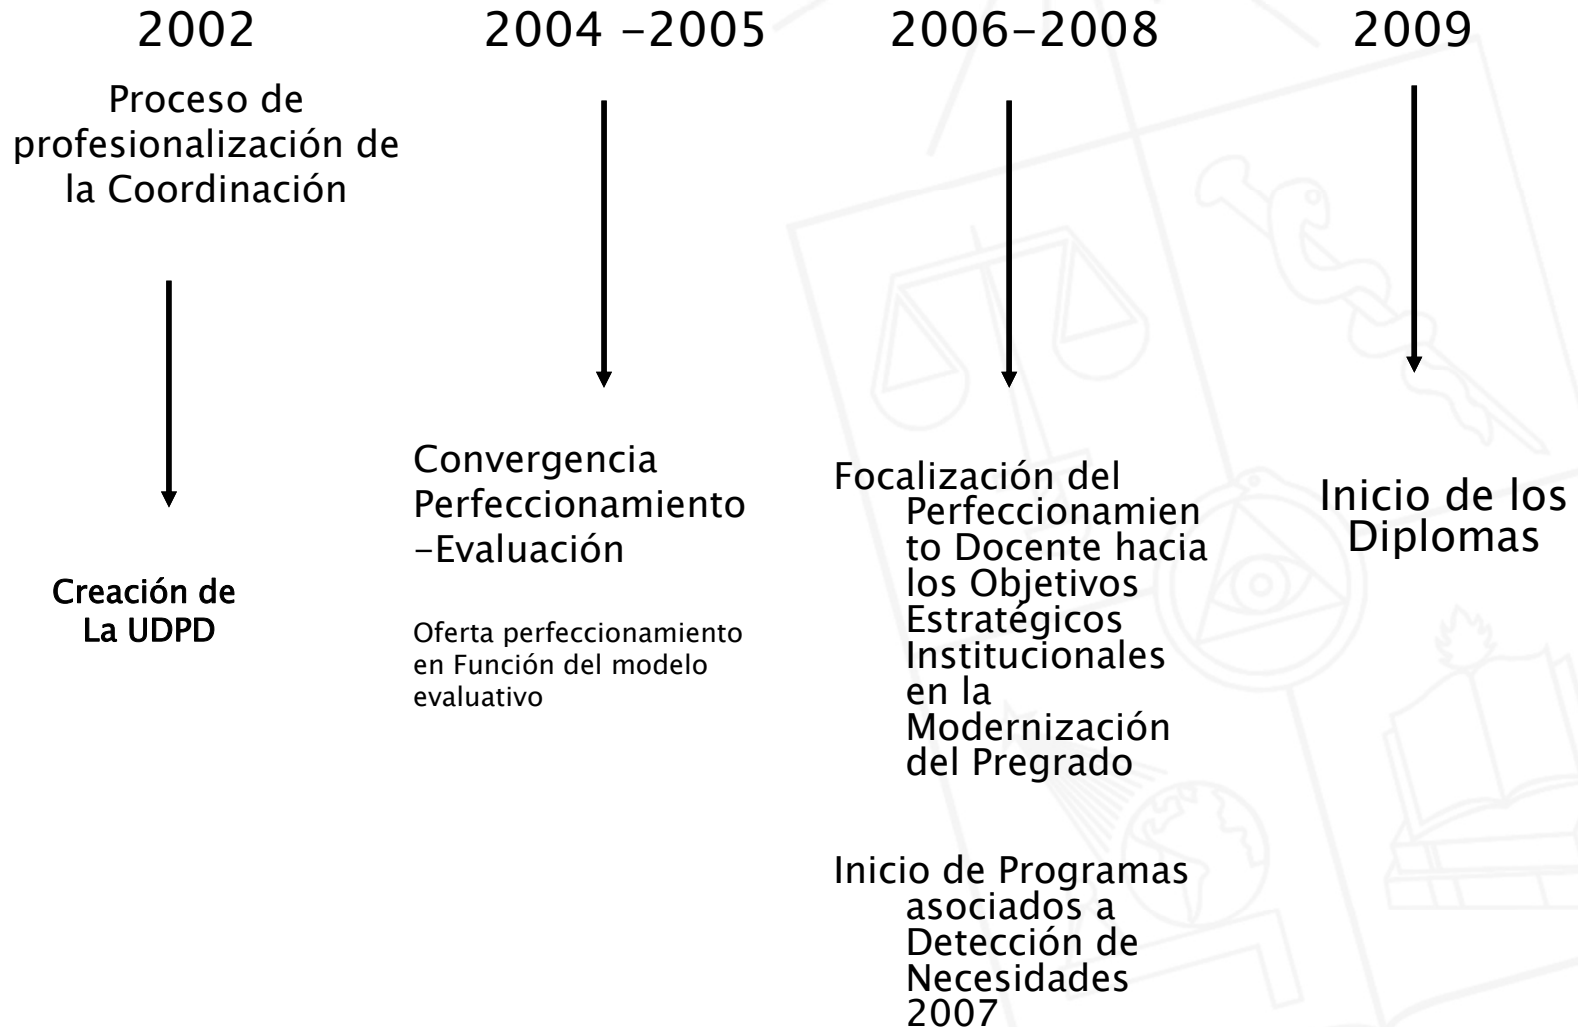 2002
Proceso de
profesionalización de
la Coordinación
Creación de
La UDPD
2004 -2005
Convergencia
Perfeccionamiento
-Evaluación
Oferta perfeccionamiento
en Función del modelo
evaluativo
2006-2008
Focalización del
Perfeccionamien
to Docente hacia
los Objetivos
Estratégicos
Institucionales
en la
Modernización
del Pregrado
Inicio de Programas
asociados a
Detección de
Necesidades
2007
2009
Inicio de los
Diplomas